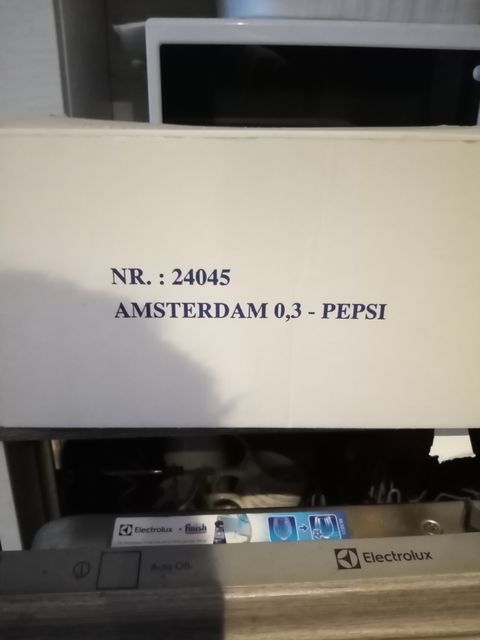 NR. : 24045
AMSTERDAM 0,3 - PEPSI
Electrolux + finish
Electrolux
Auto Off